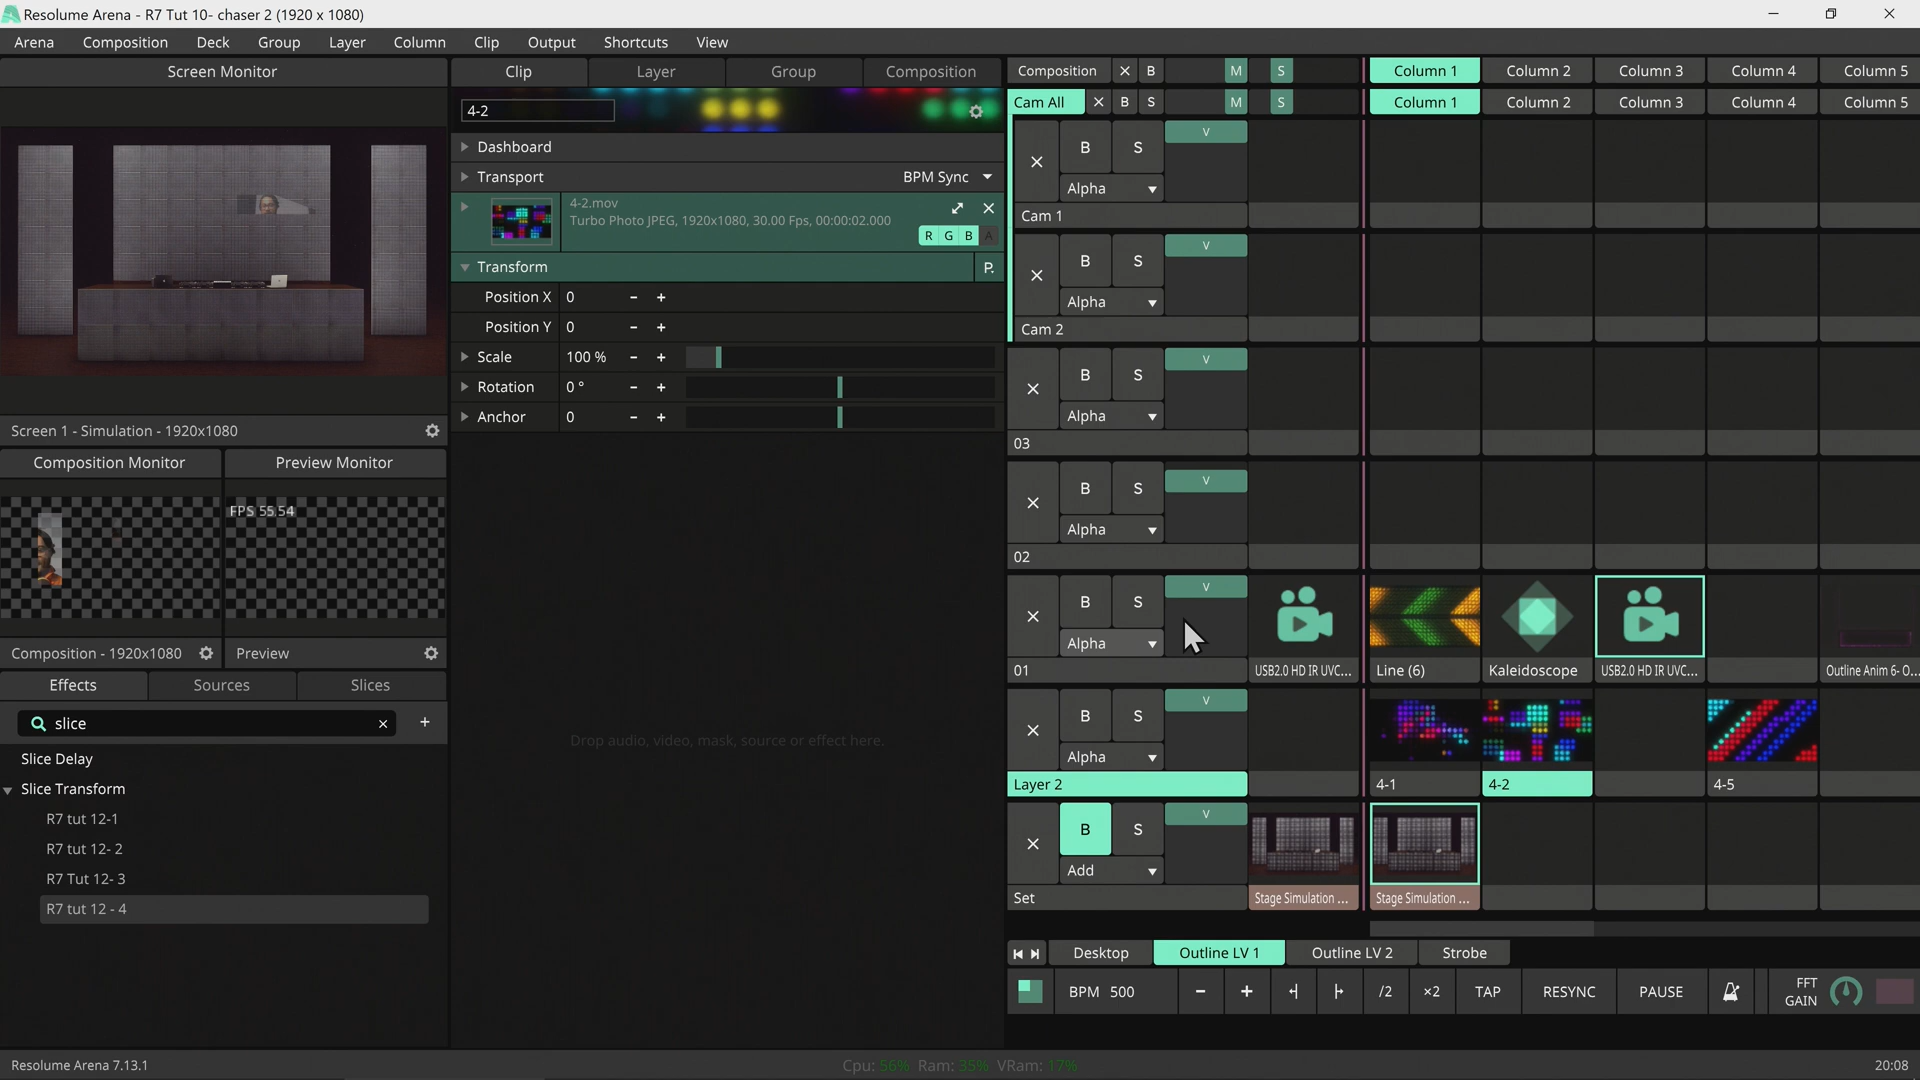 Resolume Arena - R7 Tut 10- chaser 2 (1920 x 1080)
Arena Composition Deck Group Layer Column Clip Output Shortcuts View
Screen Monitor
Screen 1 - Simulation - 1920x1080
Composition Monitor Preview Monitor
FPS 55.54
Composition - 1920x1080 Preview
Effects Sources Slices
slice
Slice Delay
Slice Transform
R7 tut 12-1
R7 tut 12- 2
R7 Tut 12- 3
R7 tut 12 - 4
Clip Layer Group Composition
4-2
Dashboard
Transport BPM Sync
4-2.mov
Turbo Photo JPEG, 1920x1080, 30.00 Fps, 00:00:02.000
R G B A
Transform P.
Position X 0 - +
Position Y 0 - +
Scale 100 % - +
Rotation 0 ° - +
Anchor 0 - +
Drop audio, video, mask, source or effect here.
Composition X B M S Column 1 Column 2 Column 3 Column 4 Column 5
Cam All X B S M S Column 1 Column 2 Column 3 Column 4 Column 5
B S V
Alpha
Cam 1
B S V
Alpha
Cam 2
B S V
Alpha
03
B S V
Alpha
02
B S V
Alpha
01 USB2.0 HD IR UVC... Line (6) Kaleidoscope USB2.0 HD IR UVC... Outline Anim 6- O...
B S V
Alpha
Layer 2 4-1 4-2 4-5
B S V
Add
Set Stage Simulation ... Stage Simulation ...
Desktop Outline LV 1 Outline LV 2 Strobe
BPM 500 - + /2 ×2 TAP RESYNC PAUSE FFT GAIN
Resolume Arena 7.13.1 Cpu: 56% Ram: 35% VRam: 17% 20:08